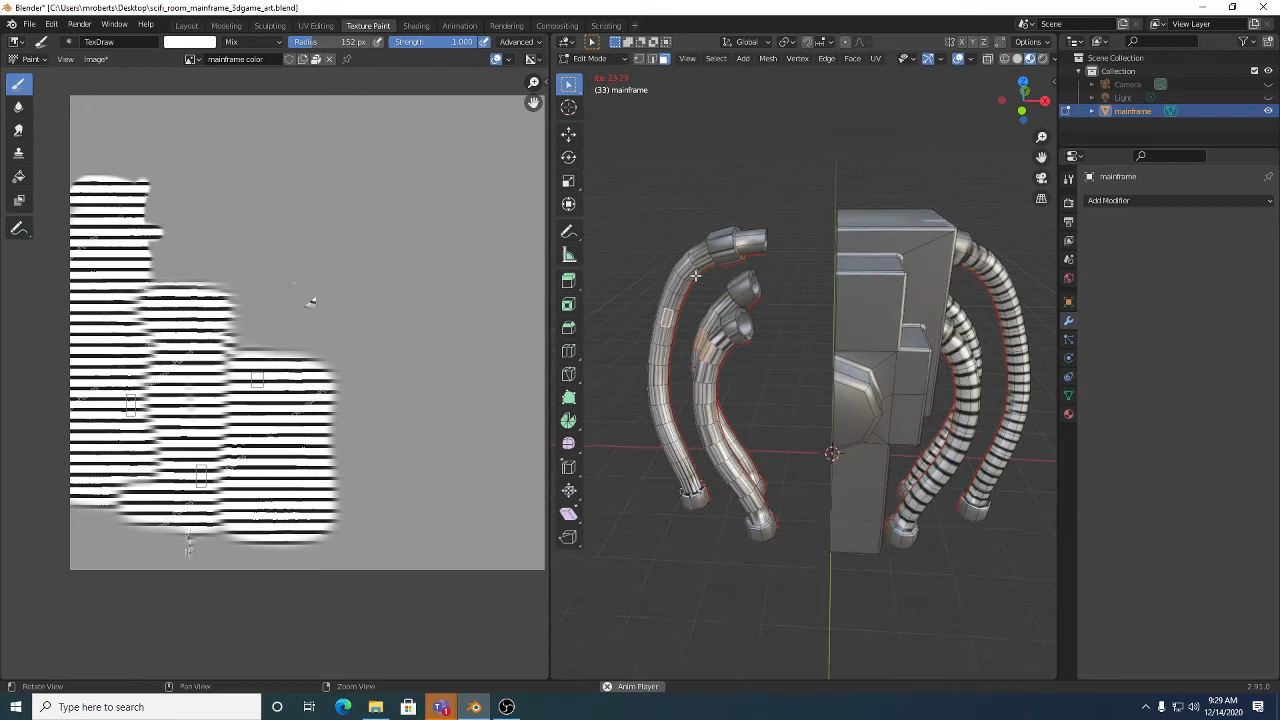 Blender* [C:\Users\mroberts\Desktop\scifi_room_mainframe_3dgame_art.blend]
File Edit Render Window Help Layout Modeling Sculpting UV Editing Texture Paint Shading Animation Rendering Compositing Scripting + Scene View Layer
TexDraw Mix Radius 152 px Strength 1.000 Advanced Global X Y Z Options
Paint View Image* mainframe color Edit Mode View Select Add Mesh Vertex Edge Face UV
Scene Collection
Collection
fps: 23.29
Camera
(33) mainframe
Light
mainframe
mainframe
Add Modifier
Rotate View Pan View Zoom View Anim Player 2.91.0
Type here to search
9:29 AM
12/14/2020